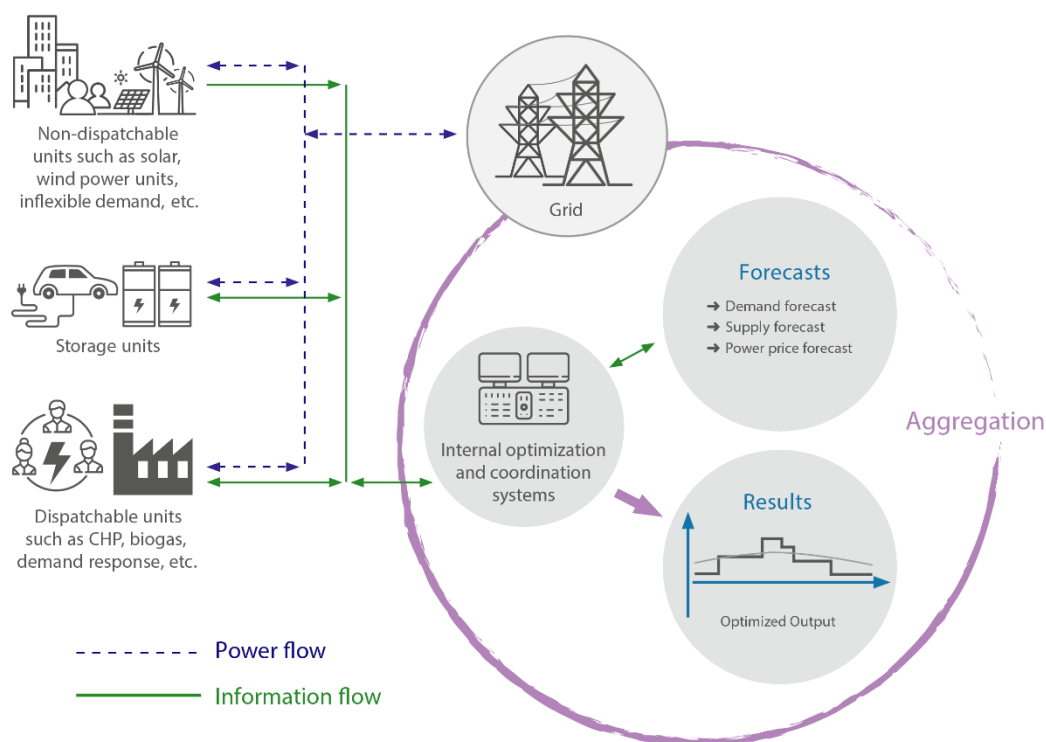 Non-dispatchable
units such as solar,
wind power units,
inflexible demand, etc.
Storage units
Dispatchable units
such as CHP, biogas,
demand response, etc.
Grid
Forecasts
➔ Demand forecast
➔ Supply forecast
➔ Power price forecast
Internal optimization
and coordination
systems
Aggregation
Results
Optimized Output
Power flow
Information flow